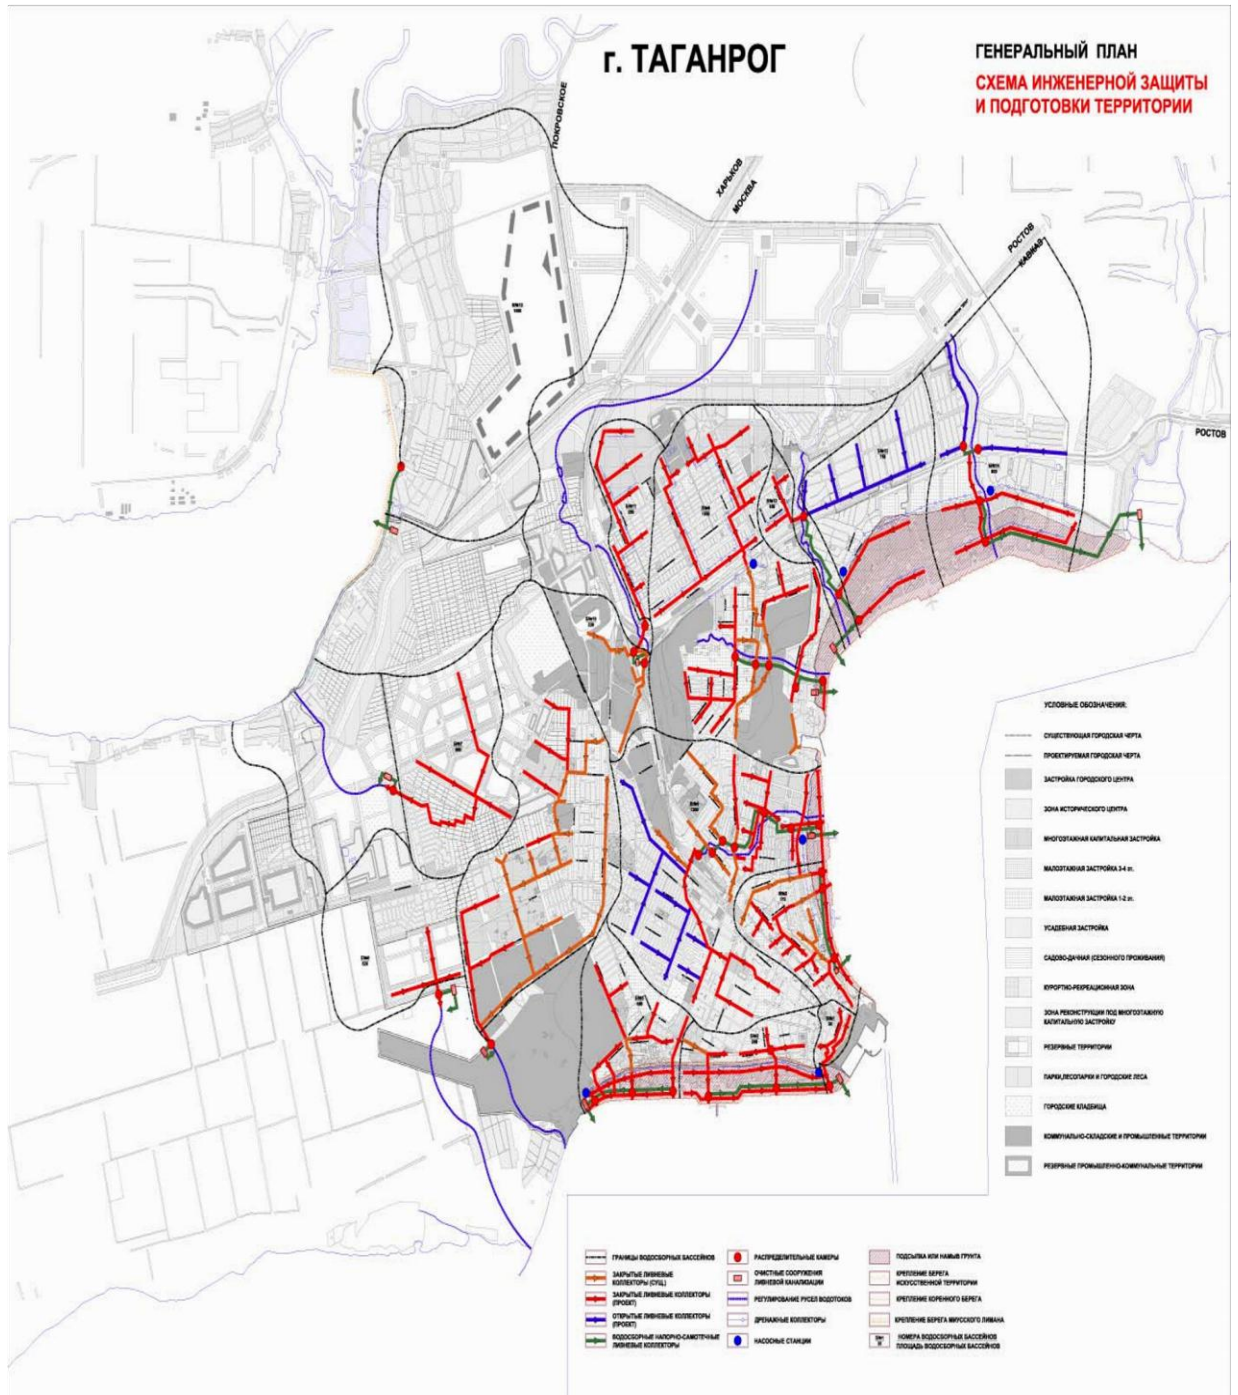 г. ТАГАНРОГ
ГЕНЕРАЛЬНЫЙ ПЛАН
СХЕМА ИНЖЕНЕРНОЙ ЗАЩИТЫ
И ПОДГОТОВКИ ТЕРРИТОРИИ
ПОКРОВСКОЕ
ХАРЬКОВ
МОСКВА
РОСТОВ
КАВКАЗ
РОСТОВ
УСЛОВНЫЕ ОБОЗНАЧЕНИЯ:
СУЩЕСТВУЮЩАЯ ГОРОДСКАЯ ЧЕРТА
ПРОЕКТИРУЕМАЯ ГОРОДСКАЯ ЧЕРТА
ЗАСТРОЙКА ГОРОДСКОГО ЦЕНТРА
ЗОНА ИСТОРИЧЕСКОГО ЦЕНТРА
МНОГОЭТАЖНАЯ КАПИТАЛЬНАЯ ЗАСТРОЙКА
МАЛОЭТАЖНАЯ ЗАСТРОЙКА 3-4 эт.
МАЛОЭТАЖНАЯ ЗАСТРОЙКА 1-2 эт.
УСАДЕБНАЯ ЗАСТРОЙКА
САДОВО-ДАЧНАЯ (СЕЗОННОГО ПРОЖИВАНИЯ)
КУРОРТНО-РЕКРЕАЦИОННАЯ ЗОНА
ЗОНА РЕКОНСТРУКЦИИ ПОД МНОГОЭТАЖНУЮ
КАПИТАЛЬНУЮ ЗАСТРОЙКУ
РЕЗЕРВНЫЕ ТЕРРИТОРИИ
ПАРКИ,ЛЕСОПАРКИ И ГОРОДСКИЕ ЛЕСА
ГОРОДСКИЕ КЛАДБИЩА
КОММУНАЛЬНО-СКЛАДСКИЕ И ПРОМЫШЛЕННЫЕ ТЕРРИТОРИИ
РЕЗЕРВНЫЕ ПРОМЫШЛЕННО-КОММУНАЛЬНЫЕ ТЕРРИТОРИИ
ГРАНИЦЫ ВОДОСБОРНЫХ БАССЕЙНОВ
ЗАКРЫТЫЕ ЛИВНЕВЫЕ
КОЛЛЕКТОРЫ (СУЩ.)
ЗАКРЫТЫЕ ЛИВНЕВЫЕ КОЛЛЕКТОРЫ
(ПРОЕКТ)
ОТКРЫТЫЕ ЛИВНЕВЫЕ КОЛЛЕКТОРЫ
(ПРОЕКТ)
ВОДОСБОРНЫЕ НАПОРНО-САМОТЕЧНЫЕ
ЛИВНЕВЫЕ КОЛЛЕКТОРЫ
РАСПРЕДЕЛИТЕЛЬНЫЕ КАМЕРЫ
ОЧИСТНЫЕ СООРУЖЕНИЯ
ЛИВНЕВОЙ КАНАЛИЗАЦИИ
РЕГУЛИРОВАНИЕ РУСЕЛ ВОДОТОКОВ
ДРЕНАЖНЫЕ КОЛЛЕКТОРЫ
НАСОСНЫЕ СТАНЦИИ
ПОДСЫПКА ИЛИ НАМЫВ ГРУНТА
КРЕПЛЕНИЕ БЕРЕГА
ИСКУССТВЕННОЙ ТЕРРИТОРИИ
КРЕПЛЕНИЕ КОРЕННОГО БЕРЕГА
КРЕПЛЕНИЕ БЕРЕГА МИУССКОГО ЛИМАНА
НОМЕРА ВОДОСБОРНЫХ БАССЕЙНОВ
ПЛОЩАДЬ ВОДОСБОРНЫХ БАССЕЙНОВ